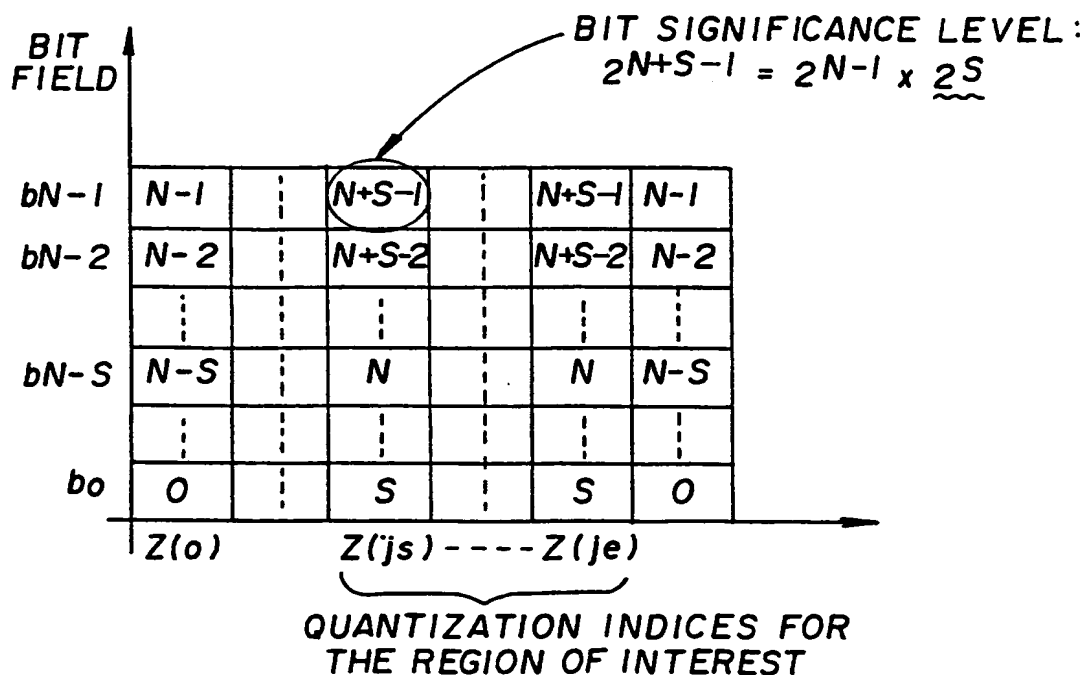 BIT SIGNIFICANCE LEVEL:
2N+S-1 = 2N-1 x 2S
BIT
FIELD
bN-1 N-1 N+S-1 N+S-1 N-1
bN-2 N-2 N+S-2 N+S-2 N-2
bN-S N-S N N N-S
bo O S S O
Z(o) Z(js)----Z(je)
QUANTIZATION INDICES FOR
THE REGION OF INTEREST